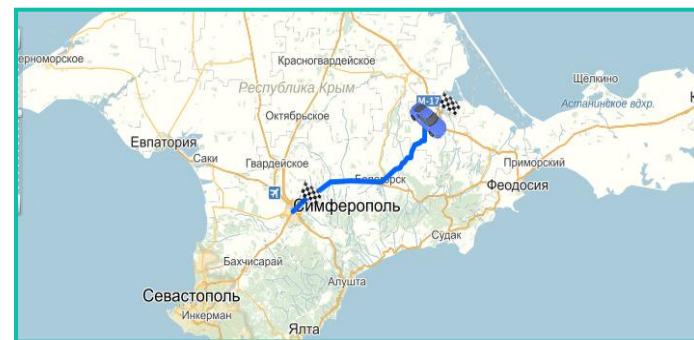 Черноморское
Красногвардейское
Республика Крым
Щёлкино
М-17
Астанинское вдхр.
Октябрьское
Евпатория
Саки
Гвардейское
Приморский
Белогорск
Феодосия
Симферополь
Судак
Бахчисарай
Алушта
Севастополь
Инкерман
Ялта